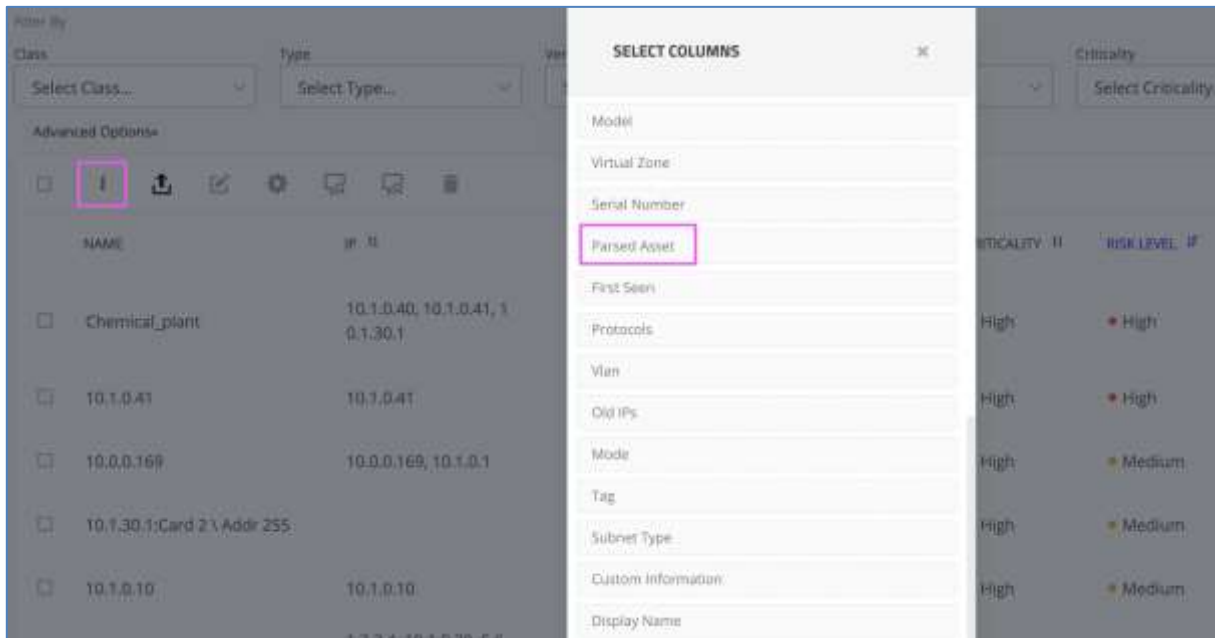 Filter By
Class
Type
Ver
Criticality
Select Class...
Select Type...
Select Criticality
Advanced Options
NAME
IP
RITICALITY
RISK LEVEL
Chemical_plant
10.1.0.40, 10.1.0.41, 1
0.1.30.1
High
High
10.1.0.41
10.1.0.41
High
High
10.0.0.169
10.0.0.169, 10.1.0.1
High
Medium
10.1.30.1:Card 2 \ Addr 255
High
Medium
10.1.0.10
10.1.0.10
High
Medium
SELECT COLUMNS
Model
Virtual Zone
Serial Number
Parsed Asset
First Seen
Protocols
Vlan
Old IPs
Mode
Tag
Subnet Type
Custom Information
Display Name